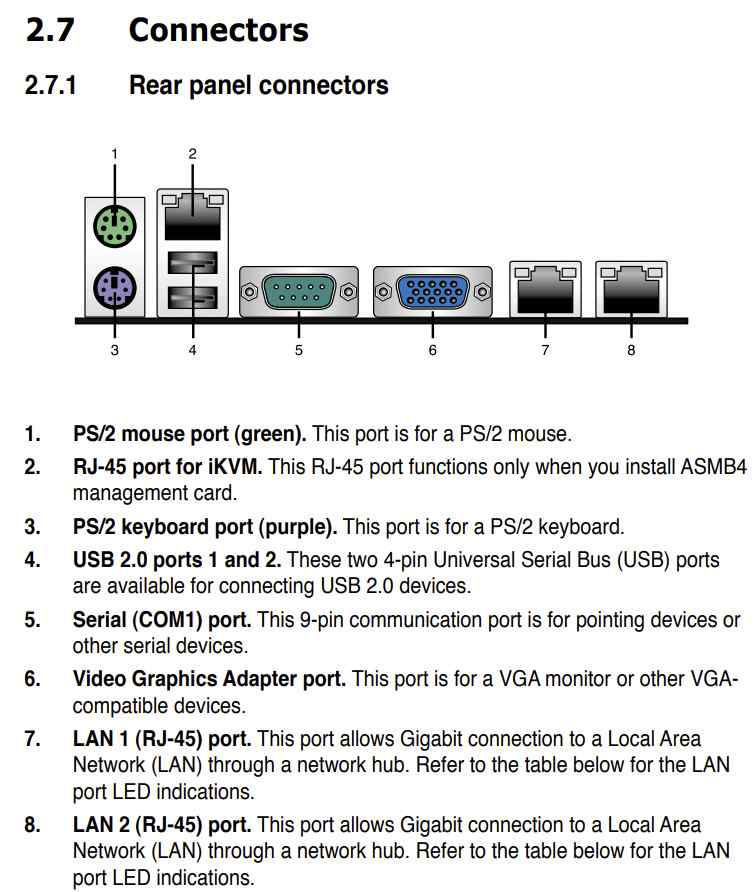 2.7 Connectors
2.7.1 Rear panel connectors
1 2
3 4 5 6 7 8
1. PS/2 mouse port (green). This port is for a PS/2 mouse.
2. RJ-45 port for iKVM. This RJ-45 port functions only when you install ASMB4
management card.
3. PS/2 keyboard port (purple). This port is for a PS/2 keyboard.
4. USB 2.0 ports 1 and 2. These two 4-pin Universal Serial Bus (USB) ports
are available for connecting USB 2.0 devices.
5. Serial (COM1) port. This 9-pin communication port is for pointing devices or
other serial devices.
6. Video Graphics Adapter port. This port is for a VGA monitor or other VGA-
compatible devices.
7. LAN 1 (RJ-45) port. This port allows Gigabit connection to a Local Area
Network (LAN) through a network hub. Refer to the table below for the LAN
port LED indications.
8. LAN 2 (RJ-45) port. This port allows Gigabit connection to a Local Area
Network (LAN) through a network hub. Refer to the table below for the LAN
port LED indications.